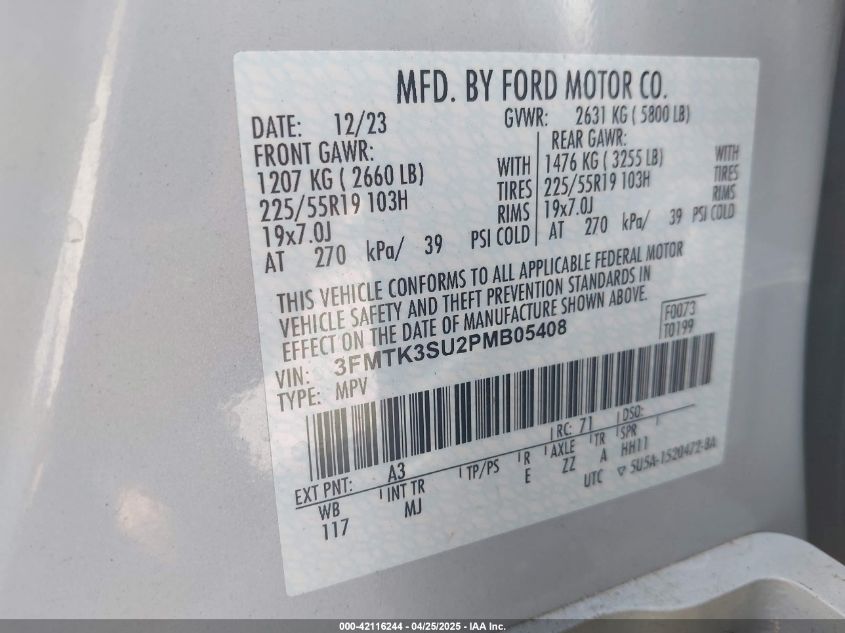 MFD. BY FORD MOTOR CO.
DATE: 12/23 GVWR: 2631 KG ( 5800 LB)
FRONT GAWR: REAR GAWR:
1207 KG ( 2660 LB) WITH 1476 KG ( 3255 LB) WITH
225/55R19 103H TIRES 225/55R19 103H TIRES
19x7.0J RIMS 19x7.0J RIMS
AT 270 kPa/ 39 PSI COLD AT 270 kPa/ 39 PSI COLD
THIS VEHICLE CONFORMS TO ALL APPLICABLE FEDERAL MOTOR
VEHICLE SAFETY AND THEFT PREVENTION STANDARDS IN
EFFECT ON THE DATE OF MANUFACTURE SHOWN ABOVE.
VIN: 3FMTK3SU2PMB05408 F0073
TYPE: MPV T0199
EXT PNT: A3 RC: 71 DSO:
WB INT TR TP/PS R AXLE TR SPR
117 MJ E ZZ A HH11
UTC 5U5A-1520472-BA
000-42116244 - 04/25/2025 - IAA Inc.